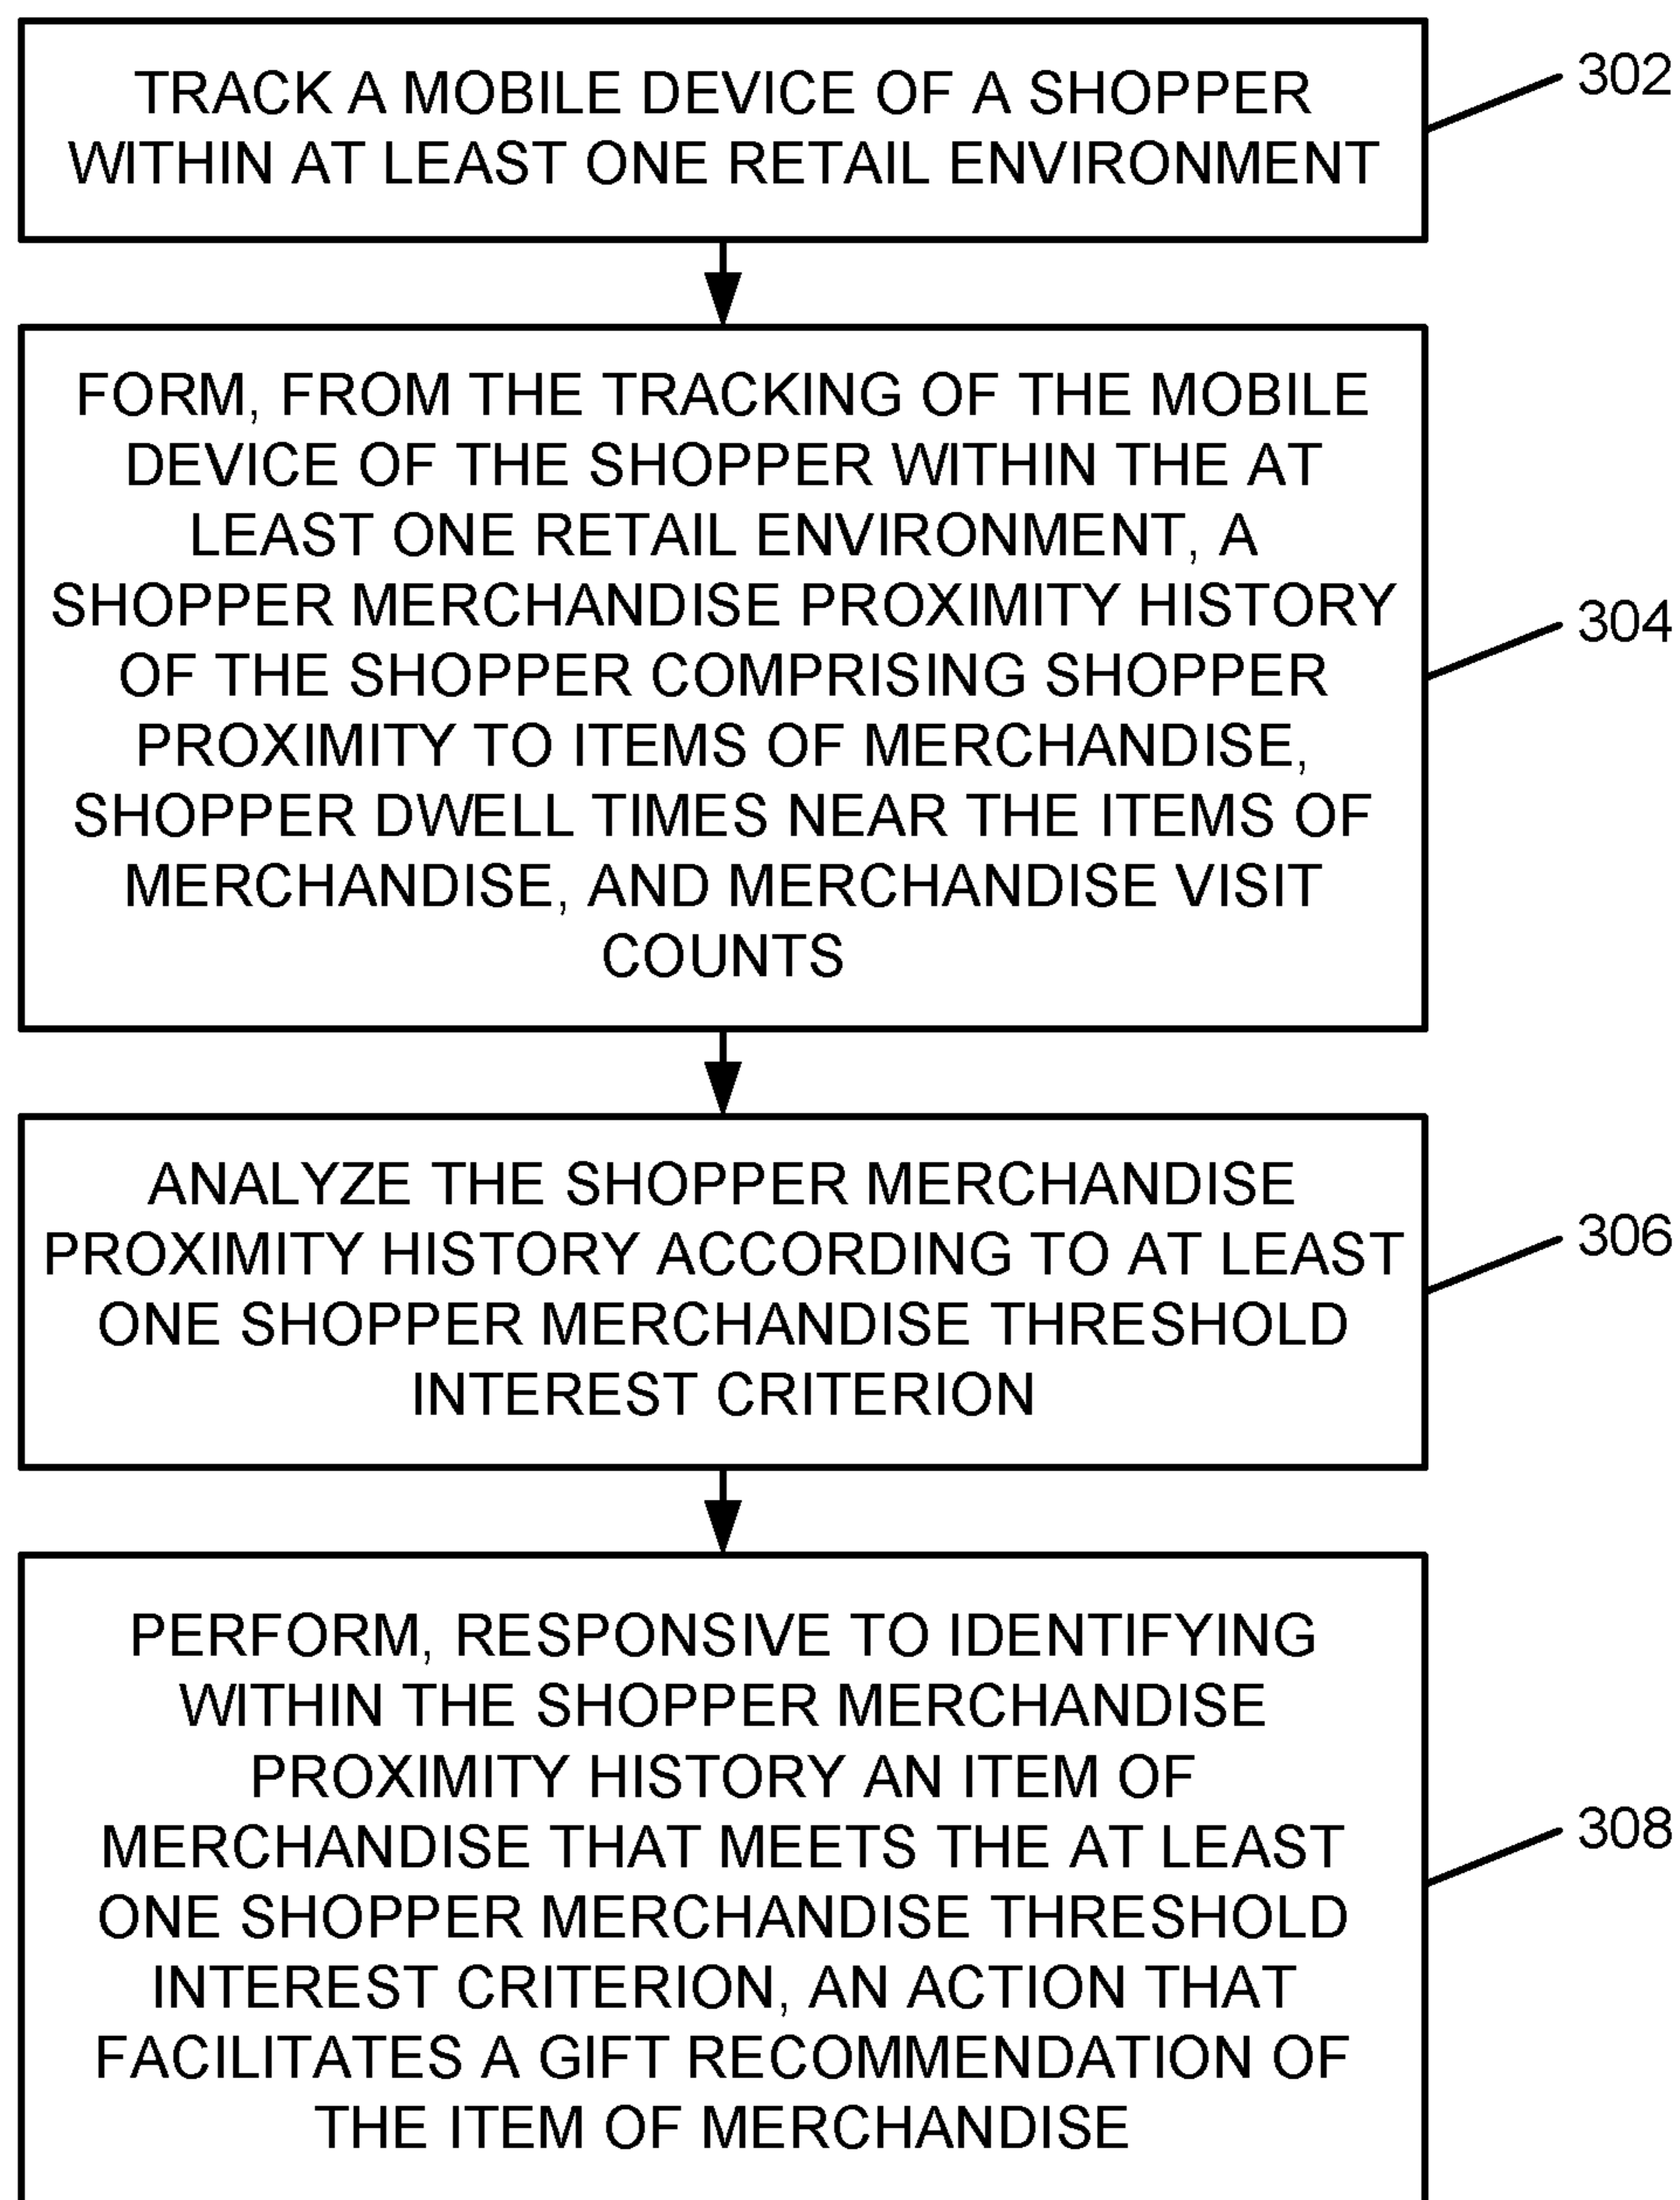 TRACK A MOBILE DEVICE OF A SHOPPER
WITHIN AT LEAST ONE RETAIL ENVIRONMENT
302
FORM, FROM THE TRACKING OF THE MOBILE
DEVICE OF THE SHOPPER WITHIN THE AT
LEAST ONE RETAIL ENVIRONMENT, A
SHOPPER MERCHANDISE PROXIMITY HISTORY
OF THE SHOPPER COMPRISING SHOPPER
PROXIMITY TO ITEMS OF MERCHANDISE,
SHOPPER DWELL TIMES NEAR THE ITEMS OF
MERCHANDISE, AND MERCHANDISE VISIT
COUNTS
304
ANALYZE THE SHOPPER MERCHANDISE
PROXIMITY HISTORY ACCORDING TO AT LEAST
ONE SHOPPER MERCHANDISE THRESHOLD
INTEREST CRITERION
306
PERFORM, RESPONSIVE TO IDENTIFYING
WITHIN THE SHOPPER MERCHANDISE
PROXIMITY HISTORY AN ITEM OF
MERCHANDISE THAT MEETS THE AT LEAST
ONE SHOPPER MERCHANDISE THRESHOLD
INTEREST CRITERION, AN ACTION THAT
FACILITATES A GIFT RECOMMENDATION OF
THE ITEM OF MERCHANDISE
308